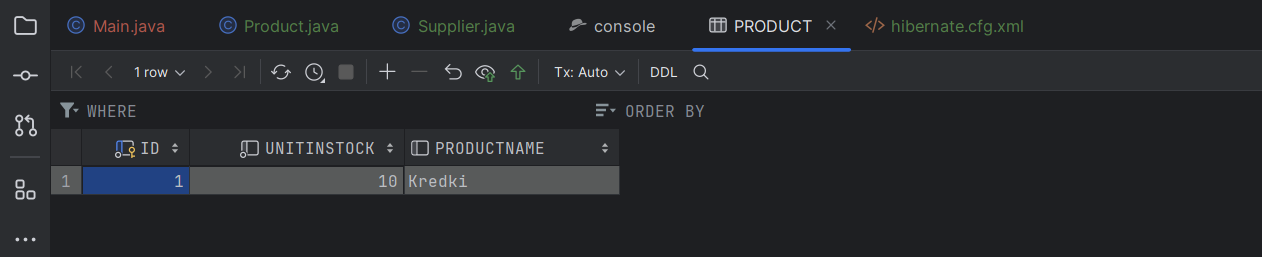 Main.java Product.java Supplier.java console PRODUCT hibernate.cfg.xml
1 row Tx: Auto DDL
WHERE ORDER BY
ID UNITINSTOCK PRODUCTNAME
1 1 10 Kredki